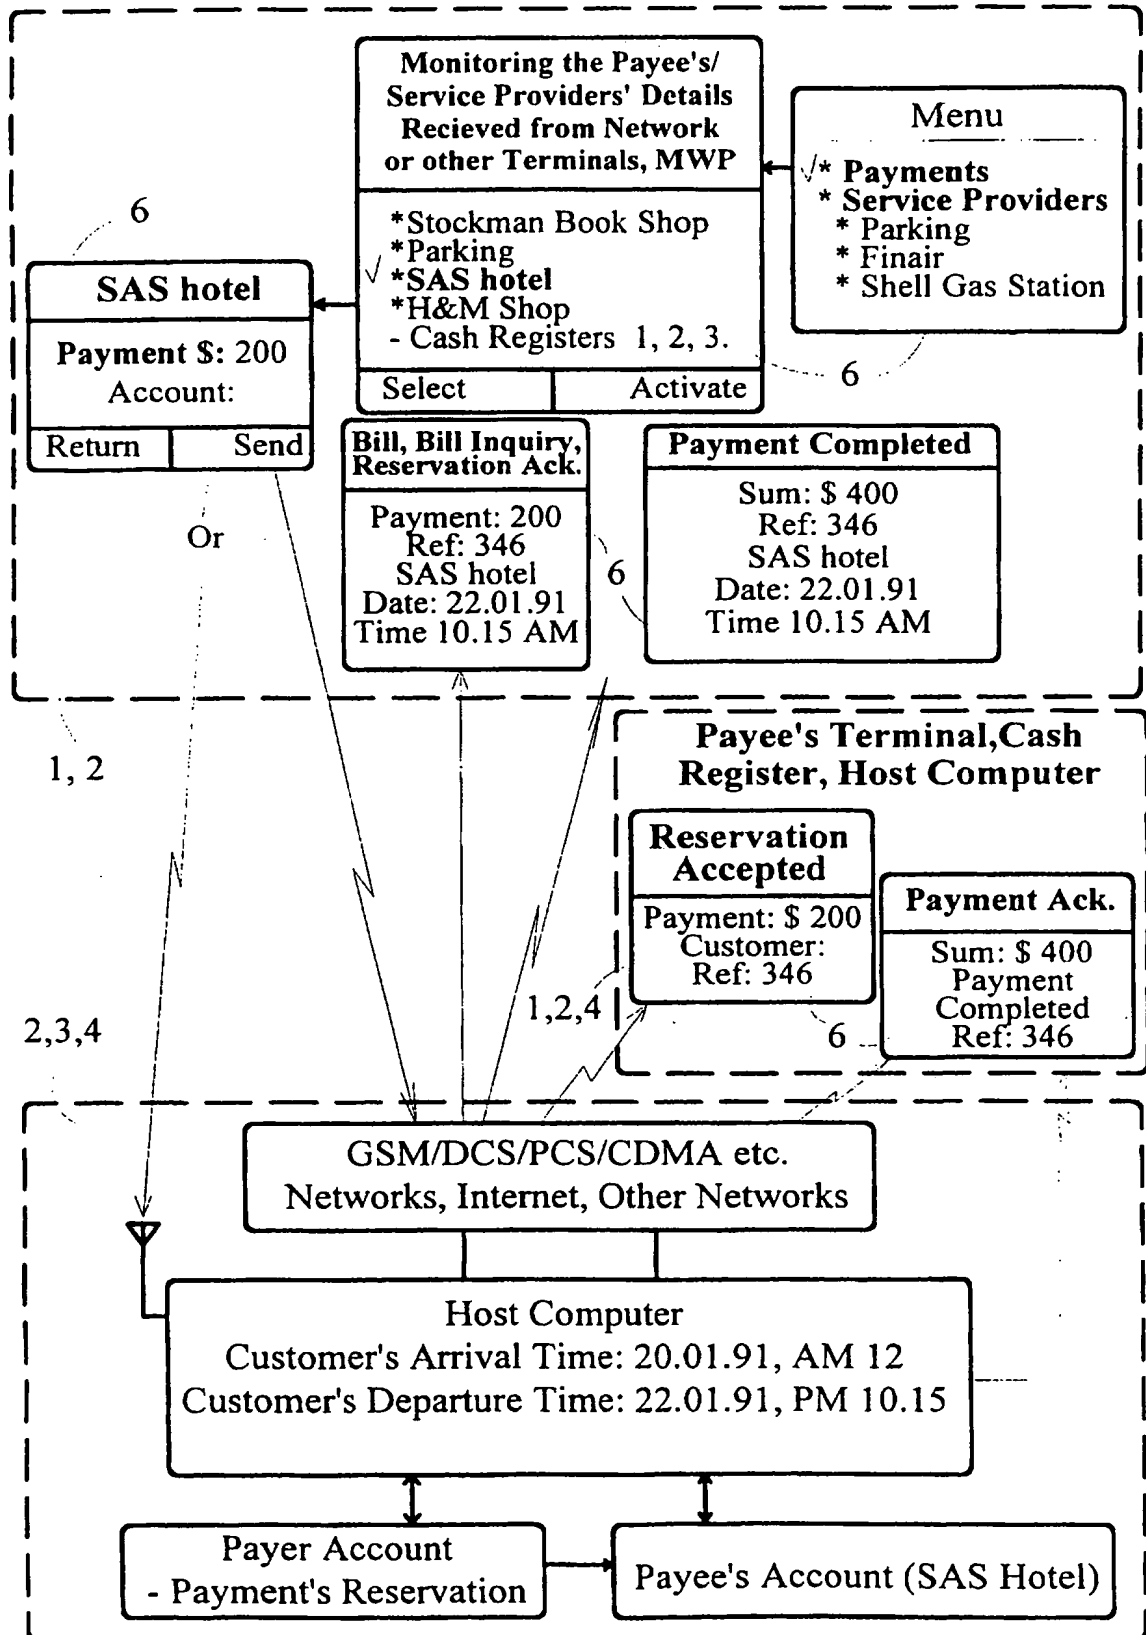 Monitoring the Payee's/
Service Providers' Details
Recieved from Network
or other Terminals, MWP
*Stockman Book Shop
*Parking
√
*SAS hotel
*H&M Shop
- Cash Registers 1, 2, 3.
Select
Activate
Menu
√* Payments
* Service Providers
* Parking
* Finair
* Shell Gas Station
6
6
SAS hotel
Payment $: 200
Account:
Return
Send
Or
Bill, Bill Inquiry,
Reservation Ack.
Payment: 200
Ref: 346
SAS hotel
Date: 22.01.91
Time 10.15 AM
6
Payment Completed
Sum: $ 400
Ref: 346
SAS hotel
Date: 22.01.91
Time 10.15 AM
1, 2
Payee's Terminal,Cash
Register, Host Computer
Reservation
Accepted
Payment: $ 200
Customer:
Ref: 346
Payment Ack.
Sum: $ 400
Payment
Completed
Ref: 346
1,2,4
6
2,3,4
GSM/DCS/PCS/CDMA etc.
Networks, Internet, Other Networks
Host Computer
Customer's Arrival Time: 20.01.91, AM 12
Customer's Departure Time: 22.01.91, PM 10.15
Payer Account
- Payment's Reservation
Payee's Account (SAS Hotel)